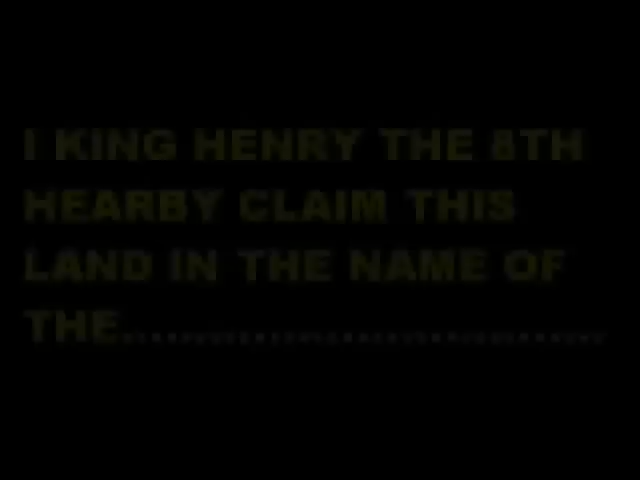 I KING HENRY THE 8TH
HEARBY CLAIM THIS
LAND IN THE NAME OF
THE.......................................